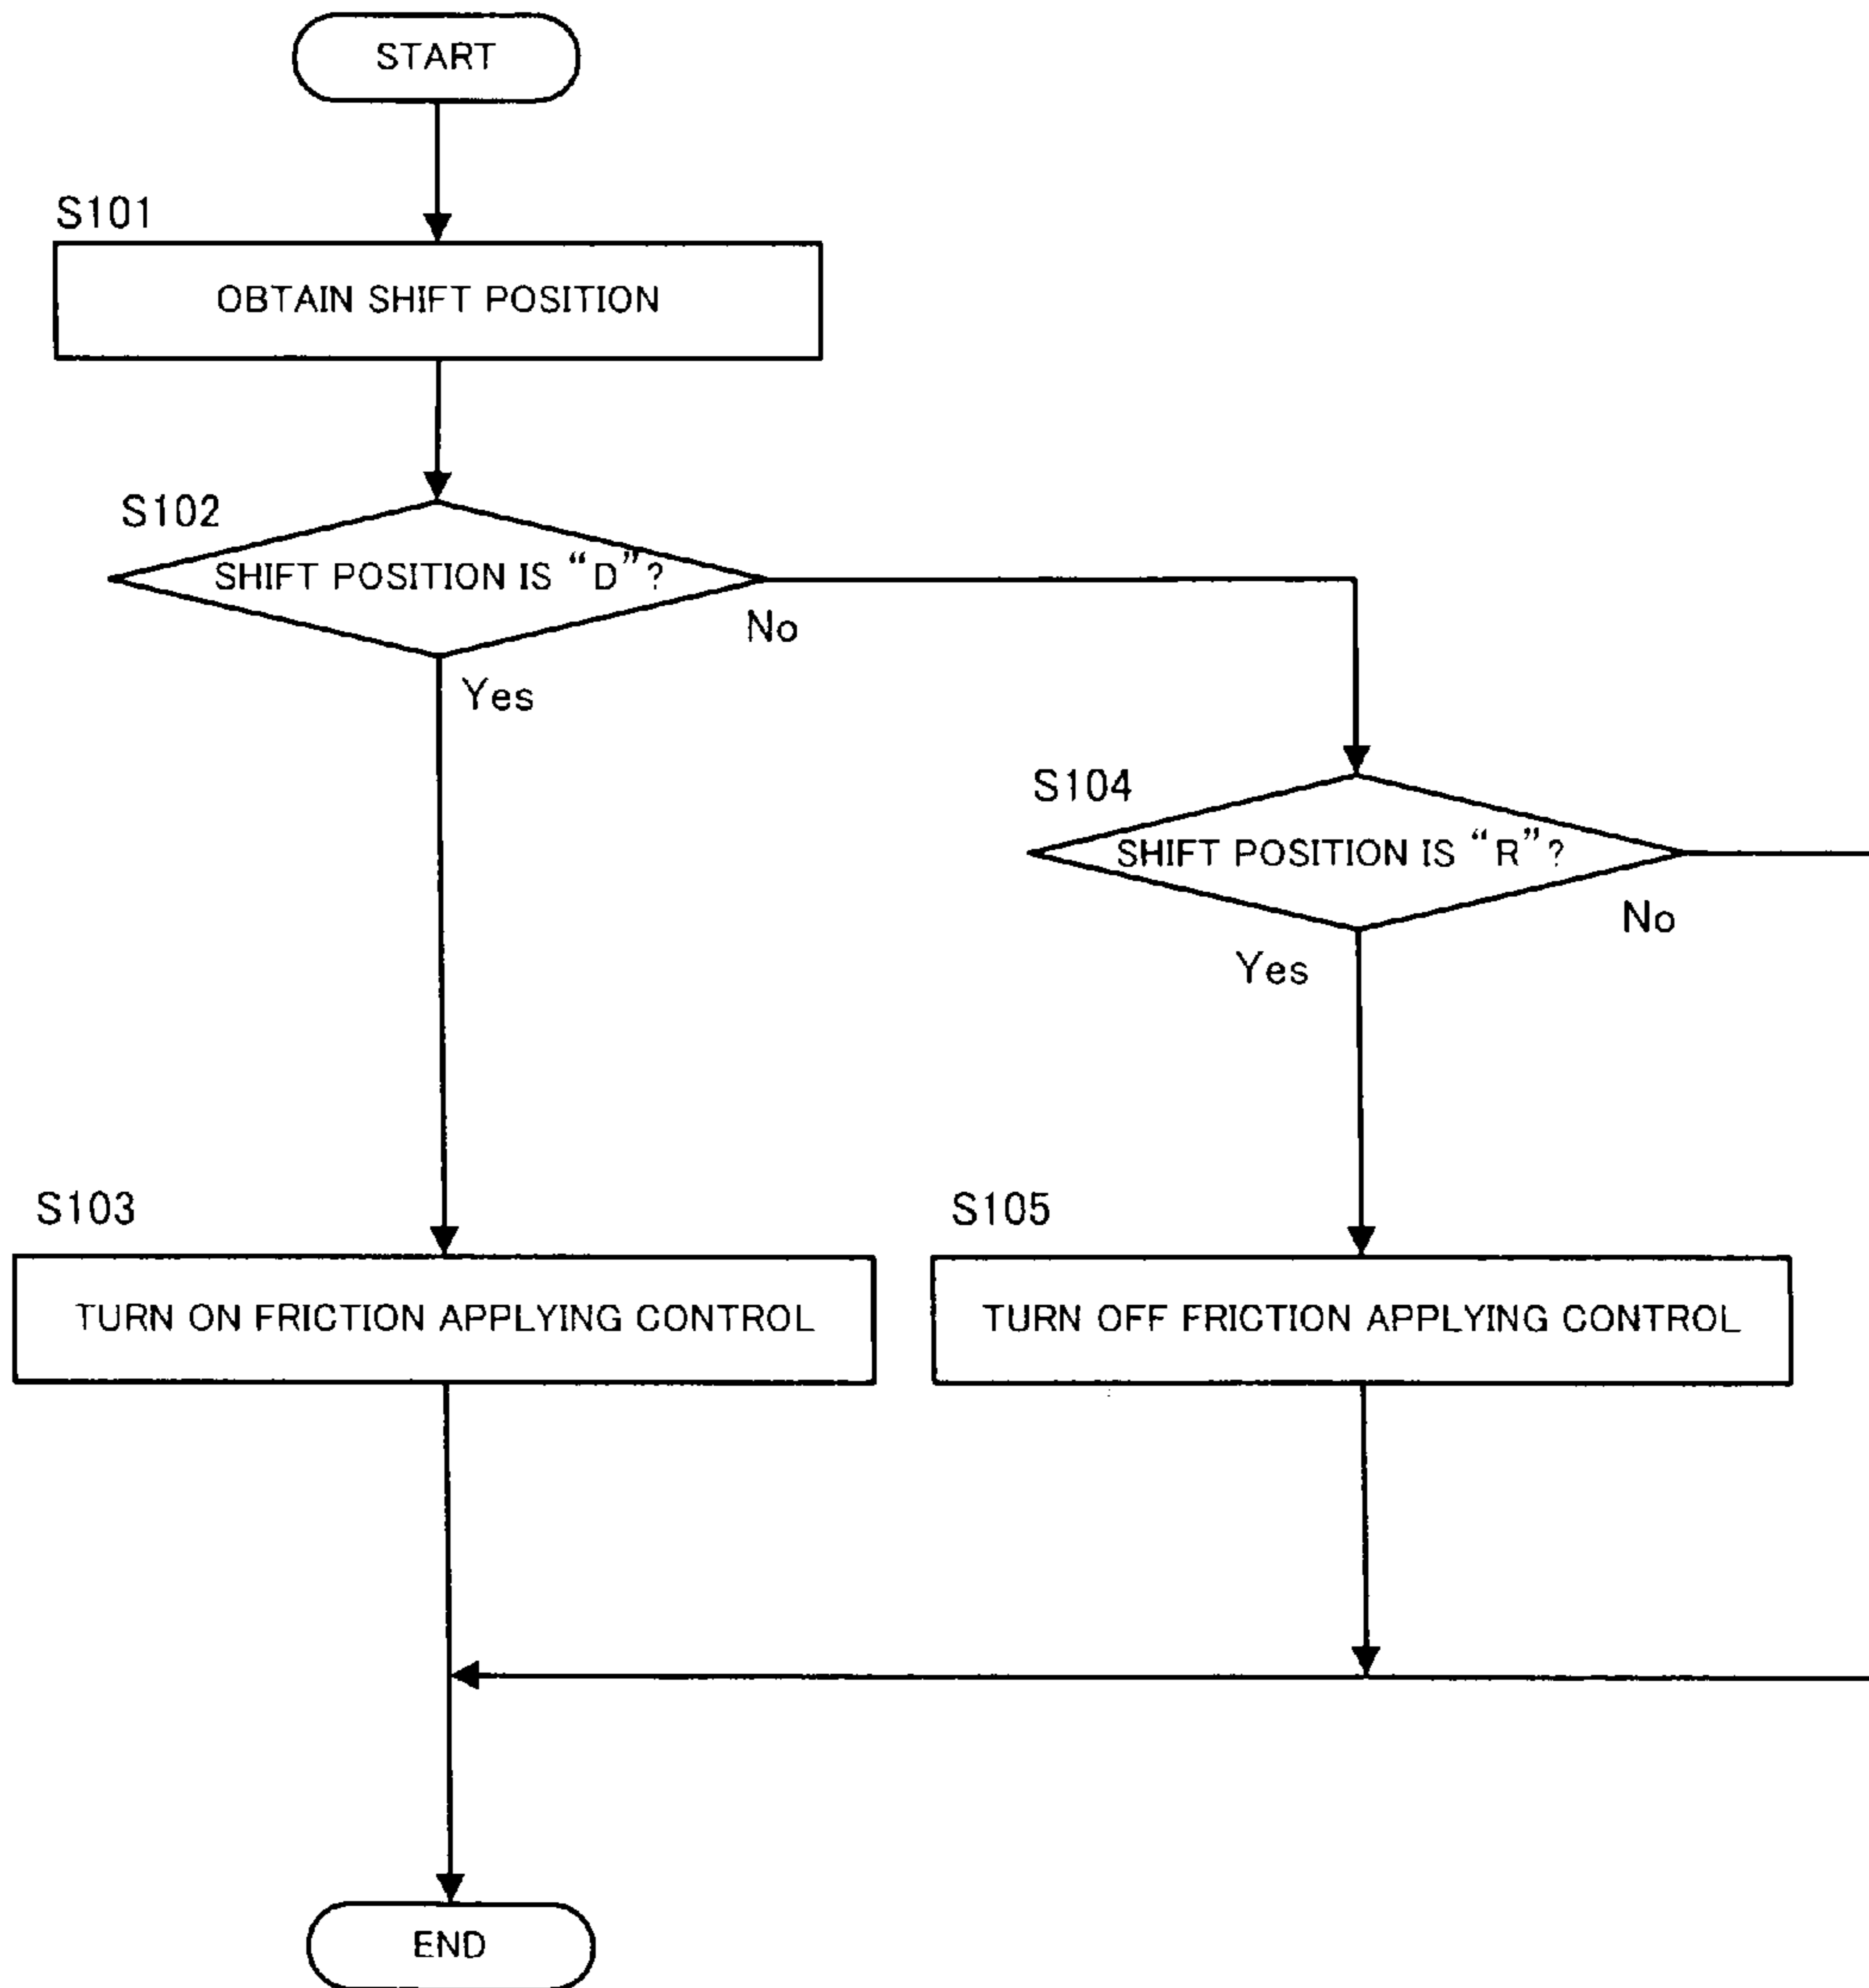 START
S101
OBTAIN SHIFT POSITION
S102
SHIFT POSITION IS “D”?
No
Yes
S104
SHIFT POSITION IS “R”?
No
Yes
S103
TURN ON FRICTION APPLYING CONTROL
S105
TURN OFF FRICTION APPLYING CONTROL
END